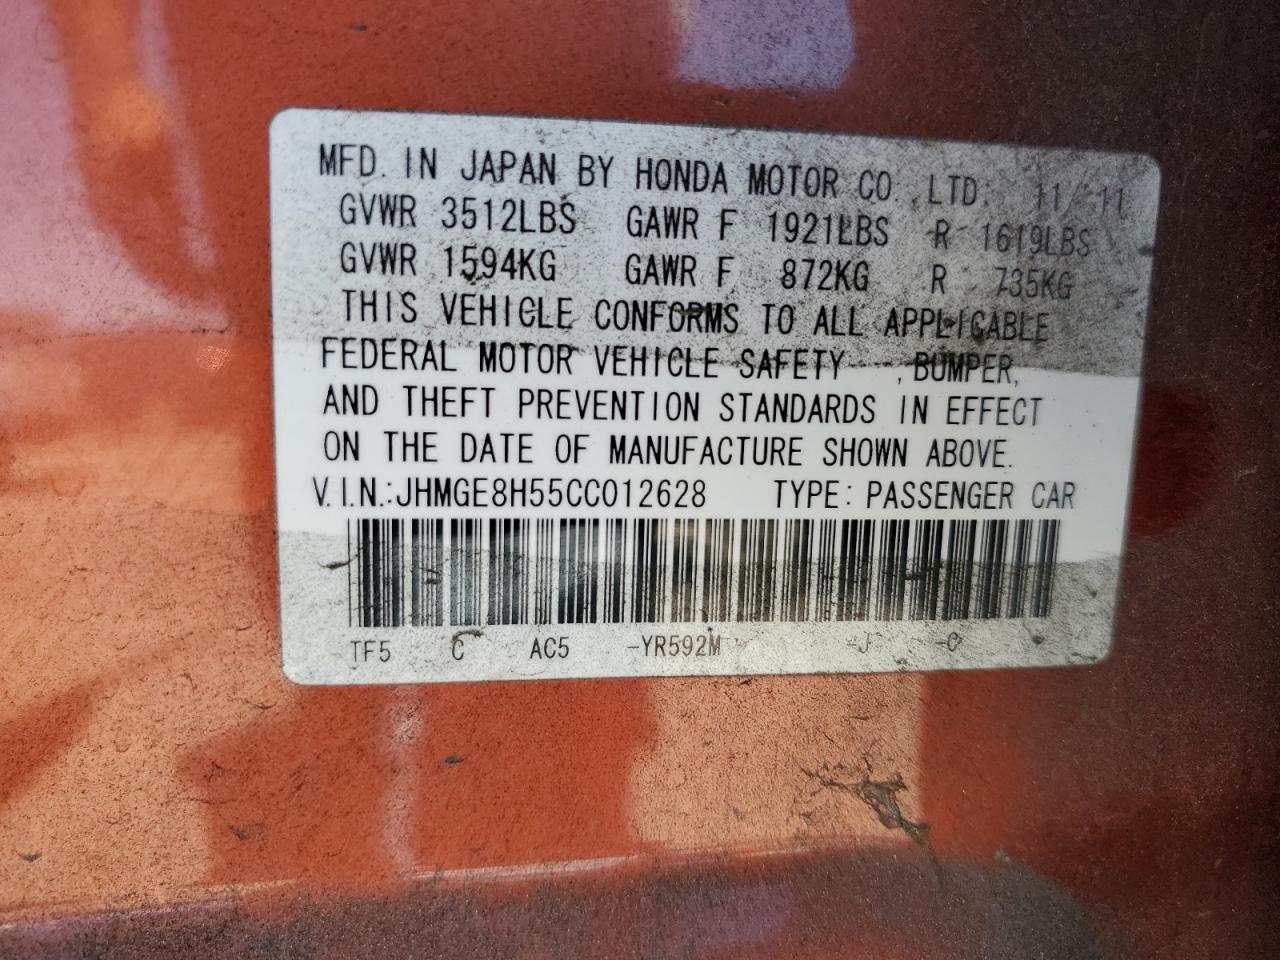 MFD. IN JAPAN BY HONDA MOTOR CO.,LTD. 11/11
GVWR 3512LBS GAWR F 1921LBS R 1619LBS
GVWR 1594KG GAWR F 872KG R 735KG
THIS VEHICLE CONFORMS TO ALL APPLICABLE
FEDERAL MOTOR VEHICLE SAFETY ,BUMPER,
AND THEFT PREVENTION STANDARDS IN EFFECT
ON THE DATE OF MANUFACTURE SHOWN ABOVE.
V.I.N.:JHMGE8H55CC012628 TYPE: PASSENGER CAR
TF5 C AC5 -YR592M -J -C